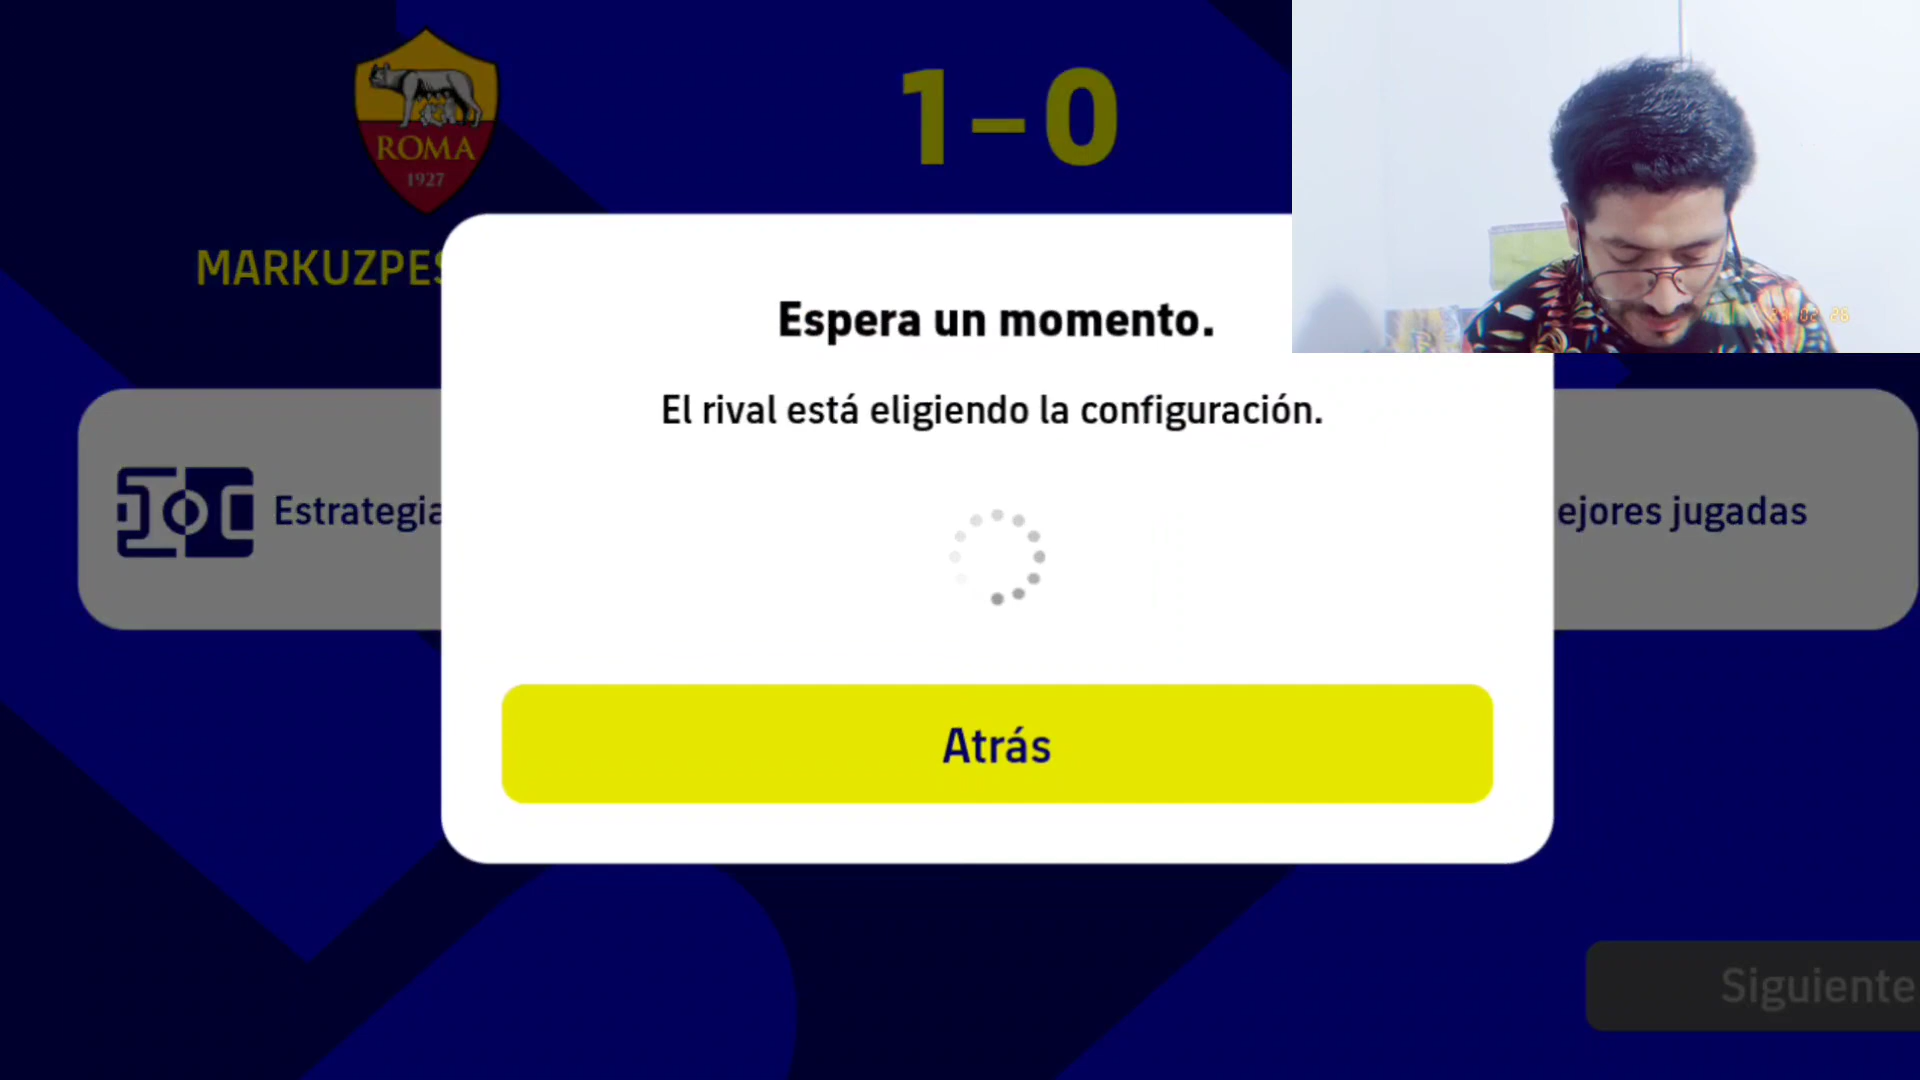 ROMA
1927
1-0
MARKUZPES
Espera un momento.
El rival está eligiendo la configuración.
Estrategia
ejores jugadas
Atrás
Siguiente